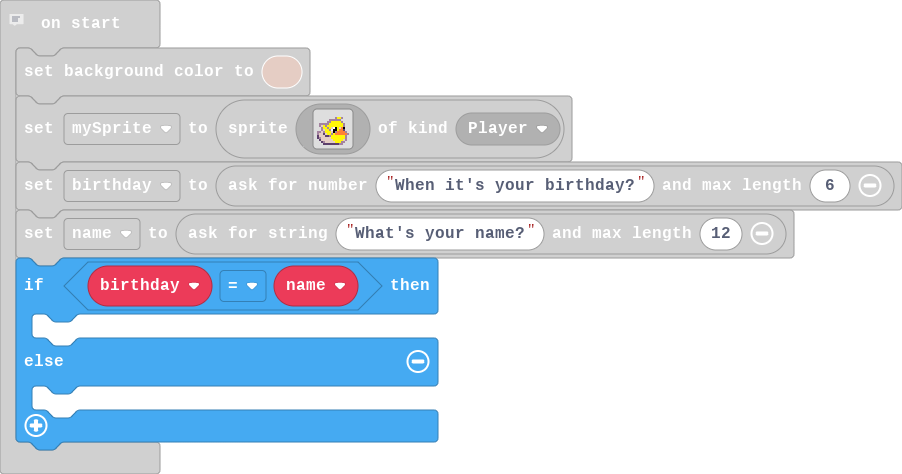 on start
set background color to
set mySprite to sprite of kind Player
set birthday to ask for number "When it's your birthday?" and max length 6
set name to ask for string "What's your name?" and max length 12
if birthday = name then
else